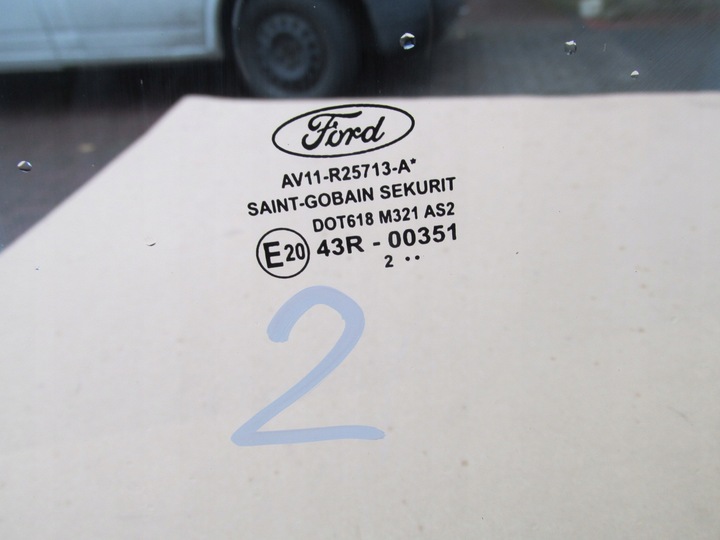 Ford
AV11-R25713-A*
SAINT-GOBAIN SEKURIT
DOT618 M321 AS2
E20 43R - 00351
2 ..
2